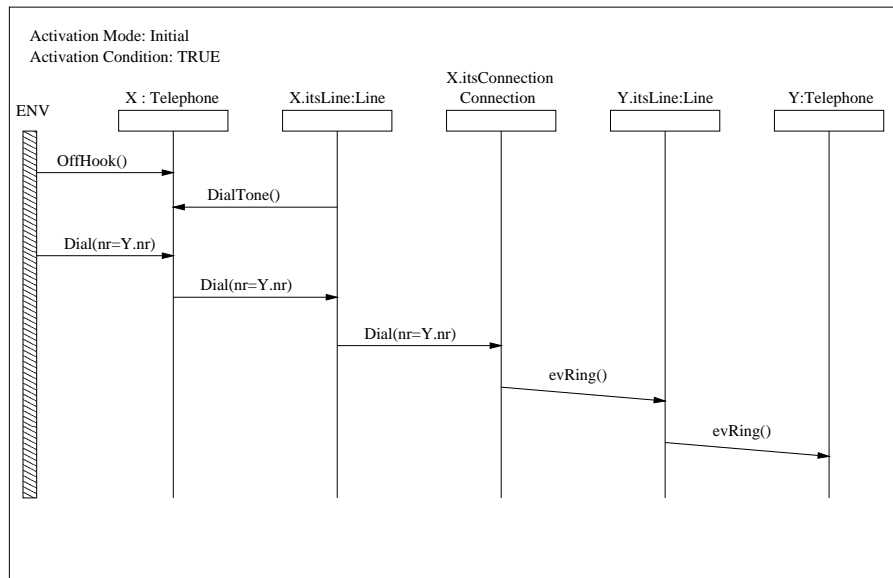 Activation Mode: Initial
Activation Condition: TRUE
X.itsConnection
X : Telephone
X.itsLine:Line
Connection
Y.itsLine:Line
Y:Telephone
ENV
OffHook()
DialTone()
Dial(nr=Y.nr)
Dial(nr=Y.nr)
Dial(nr=Y.nr)
evRing()
evRing()